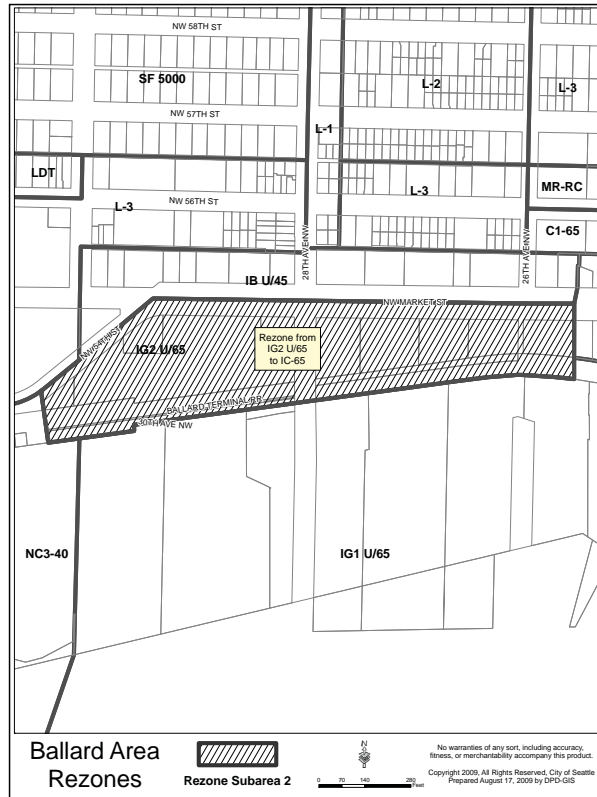 NW 58TH ST
SF 5000
L-2
L-3
NW 57TH ST
L-1
LDT
L-3
NW 56TH ST
L-3
MR-RC
C1-65
28TH AVE NW
26TH AVE NW
IB U/45
NW MARKET ST
NW 54TH ST
IG2 U/65
Rezone from
IG2 U/65
to IC-65
BALLARD TERMINAL RR
30TH AVE NW
NC3-40
IG1 U/65
Ballard Area
Rezones
Rezone Subarea 2
N
0 70 140 280
Feet
No warranties of any sort, including accuracy,
fitness, or merchantability accompany this product.
Copyright 2009, All Rights Reserved, City of Seattle
Prepared August 17, 2009 by DPD-GIS